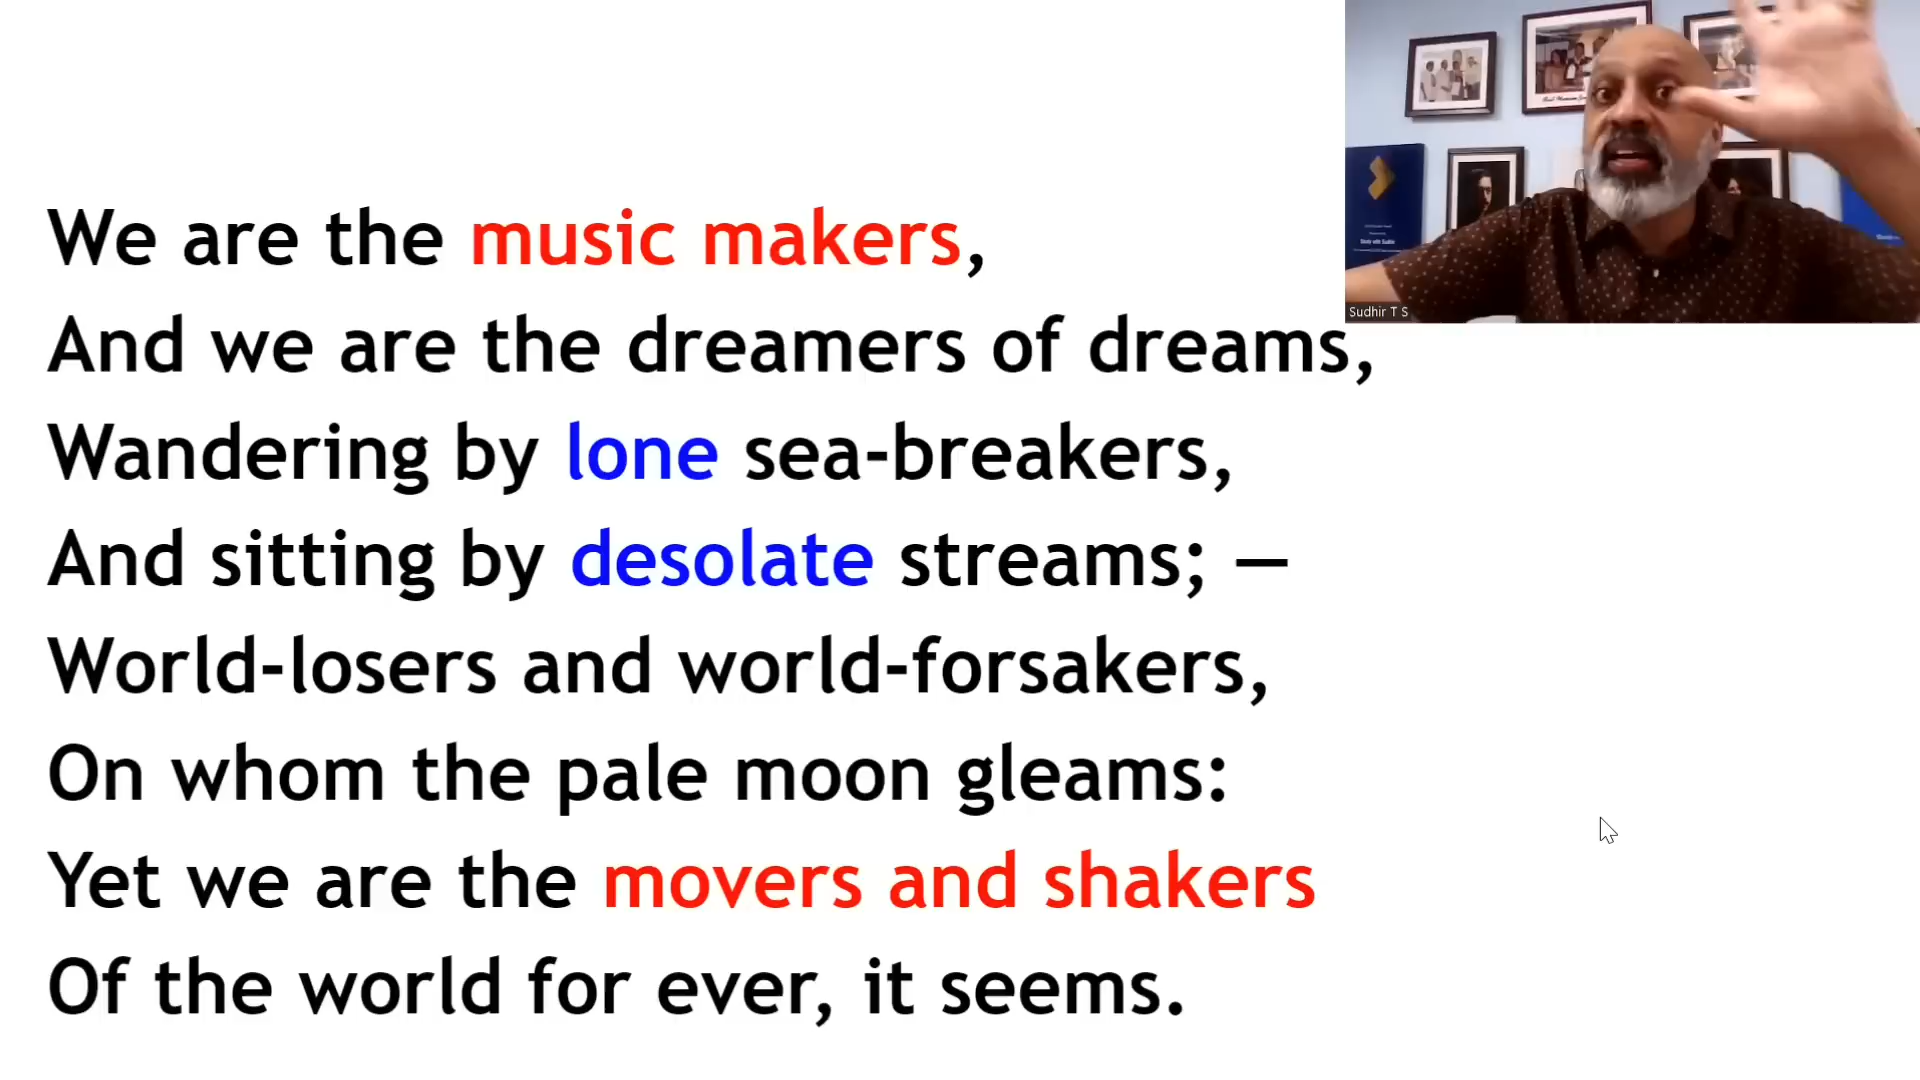 We are the music makers,
And we are the dreamers of dreams,
Wandering by lone sea-breakers,
And sitting by desolate streams; —
World-losers and world-forsakers,
On whom the pale moon gleams:
Yet we are the movers and shakers
Of the world for ever, it seems.
Sudhir T S